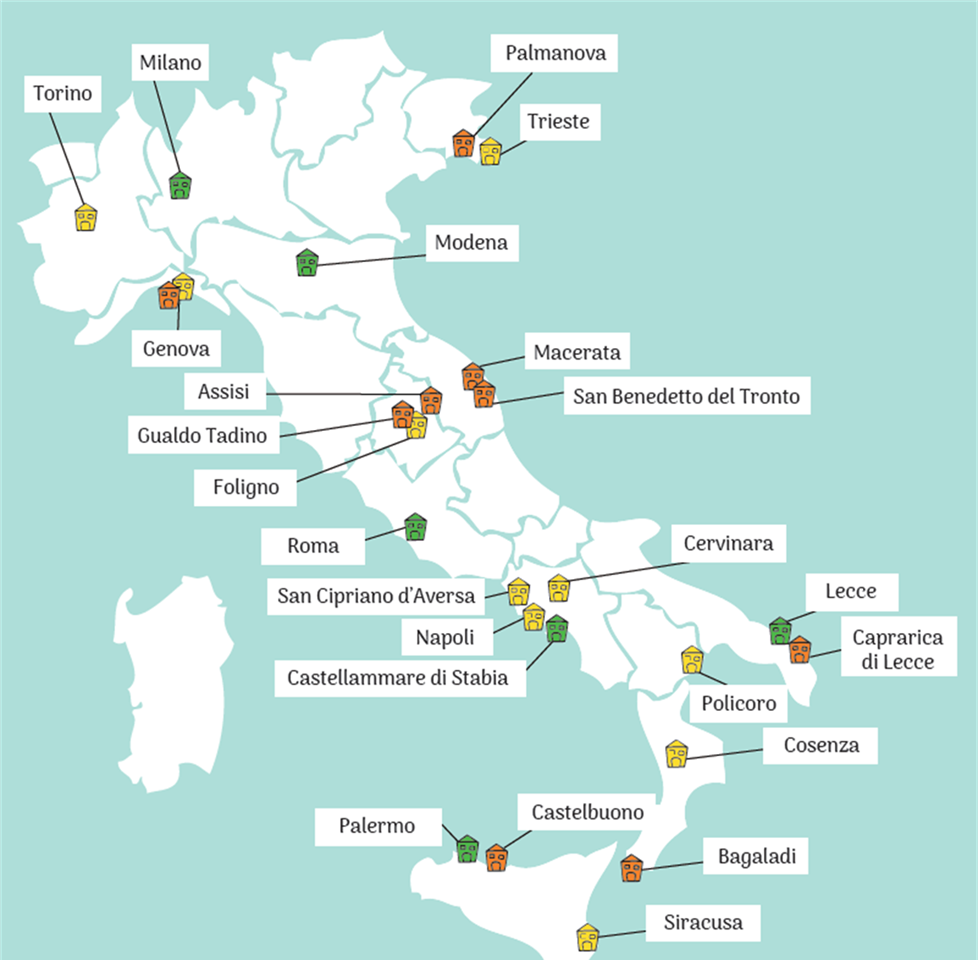 Palmanova
Milano
Torino
Trieste
Modena
Genova
Macerata
Assisi
San Benedetto del Tronto
Gualdo Tadino
Foligno
Roma
Cervinara
San Cipriano d'Aversa
Lecce
Napoli
Caprarica
di Lecce
Castellammare di Stabia
Policoro
Cosenza
Castelbuono
Palermo
Bagaladi
Siracusa